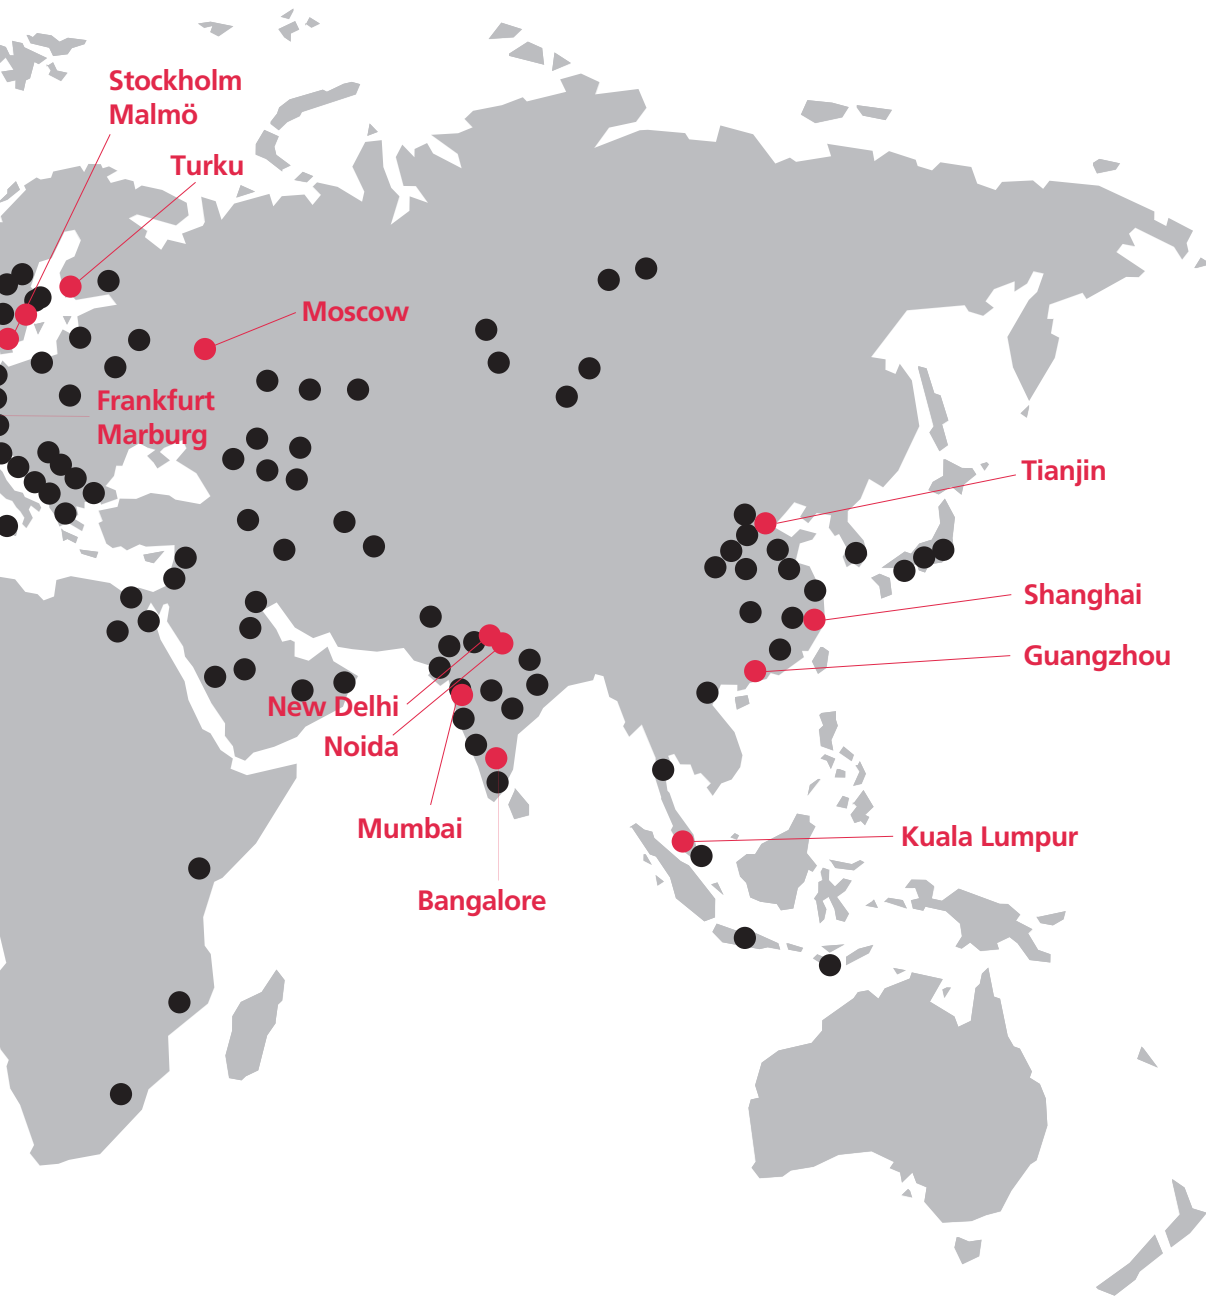 Stockholm
Malmö
Turku
Moscow
Frankfurt
Marburg
Tianjin
Shanghai
Guangzhou
New Delhi
Noida
Mumbai
Kuala Lumpur
Bangalore